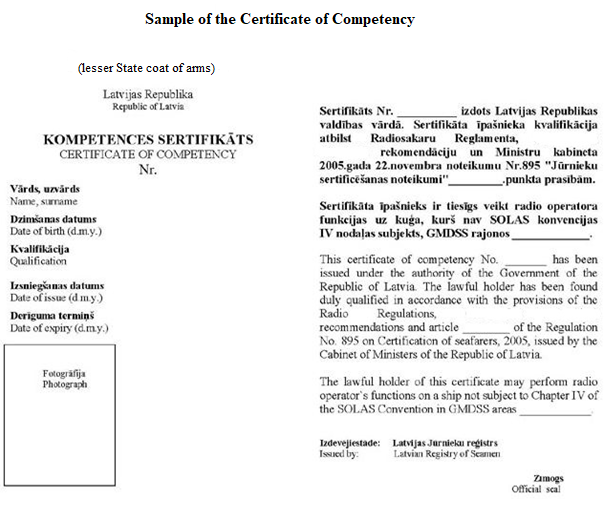 Sample of the Certificate of Competency
(lesser State coat of arms)
Latvijas Republika
Republic of Latvia
KOMPETENCES SERTIFIKĀTS
CERTIFICATE OF COMPETENCY
Nr.
Vārds, uzvārds
Name, surname
Dzimšanas datums
Date of birth (d.m.y.)
Kvalifikācija
Qualification
Izsniegšanas datums
Date of issue (d.m.y.)
Derīguma termiņš
Date of expiry (d.m.y.)
Fotogrāfija
Photograph
Sertifikāts Nr. _________ izdots Latvijas Republikas
valdības vārdā. Sertifikāta īpašnieka kvalifikācija
atbilst Radiosakaru Reglamenta,
rekomendāciju un Ministru kabineta
2005.gada 22.novembra noteikumu Nr.895 "Jūrnieku
sertificēšanas noteikumi"________.punkta prasībām.
Sertifikāta īpašnieks ir tiesīgs veikt radio operatora
funkcijas uz kuģa, kurš nav SOLAS konvencijas
IV nodaļas subjekts, GMDSS rajonos ___________.
This certificate of competency No. _______ has been
issued under the authority of the Government of the
Republic of Latvia. The lawful holder has been found
duly qualified in accordance with the provisions of the
Radio Regulations,
recommendations and article _______ of the Regulation
No. 895 on Certification of seafarers, 2005, issued by the
Cabinet of Ministers of the Republic of Latvia.
The lawful holder of this certificate may perform radio
operator's functions on a ship not subject to Chapter IV of
the SOLAS Convention in GMDSS areas ___________.
Izdevējiestāde: Latvijas Jūrnieku reģistrs
Issued by: Latvian Registry of Seamen
Zīmogs
Official seal